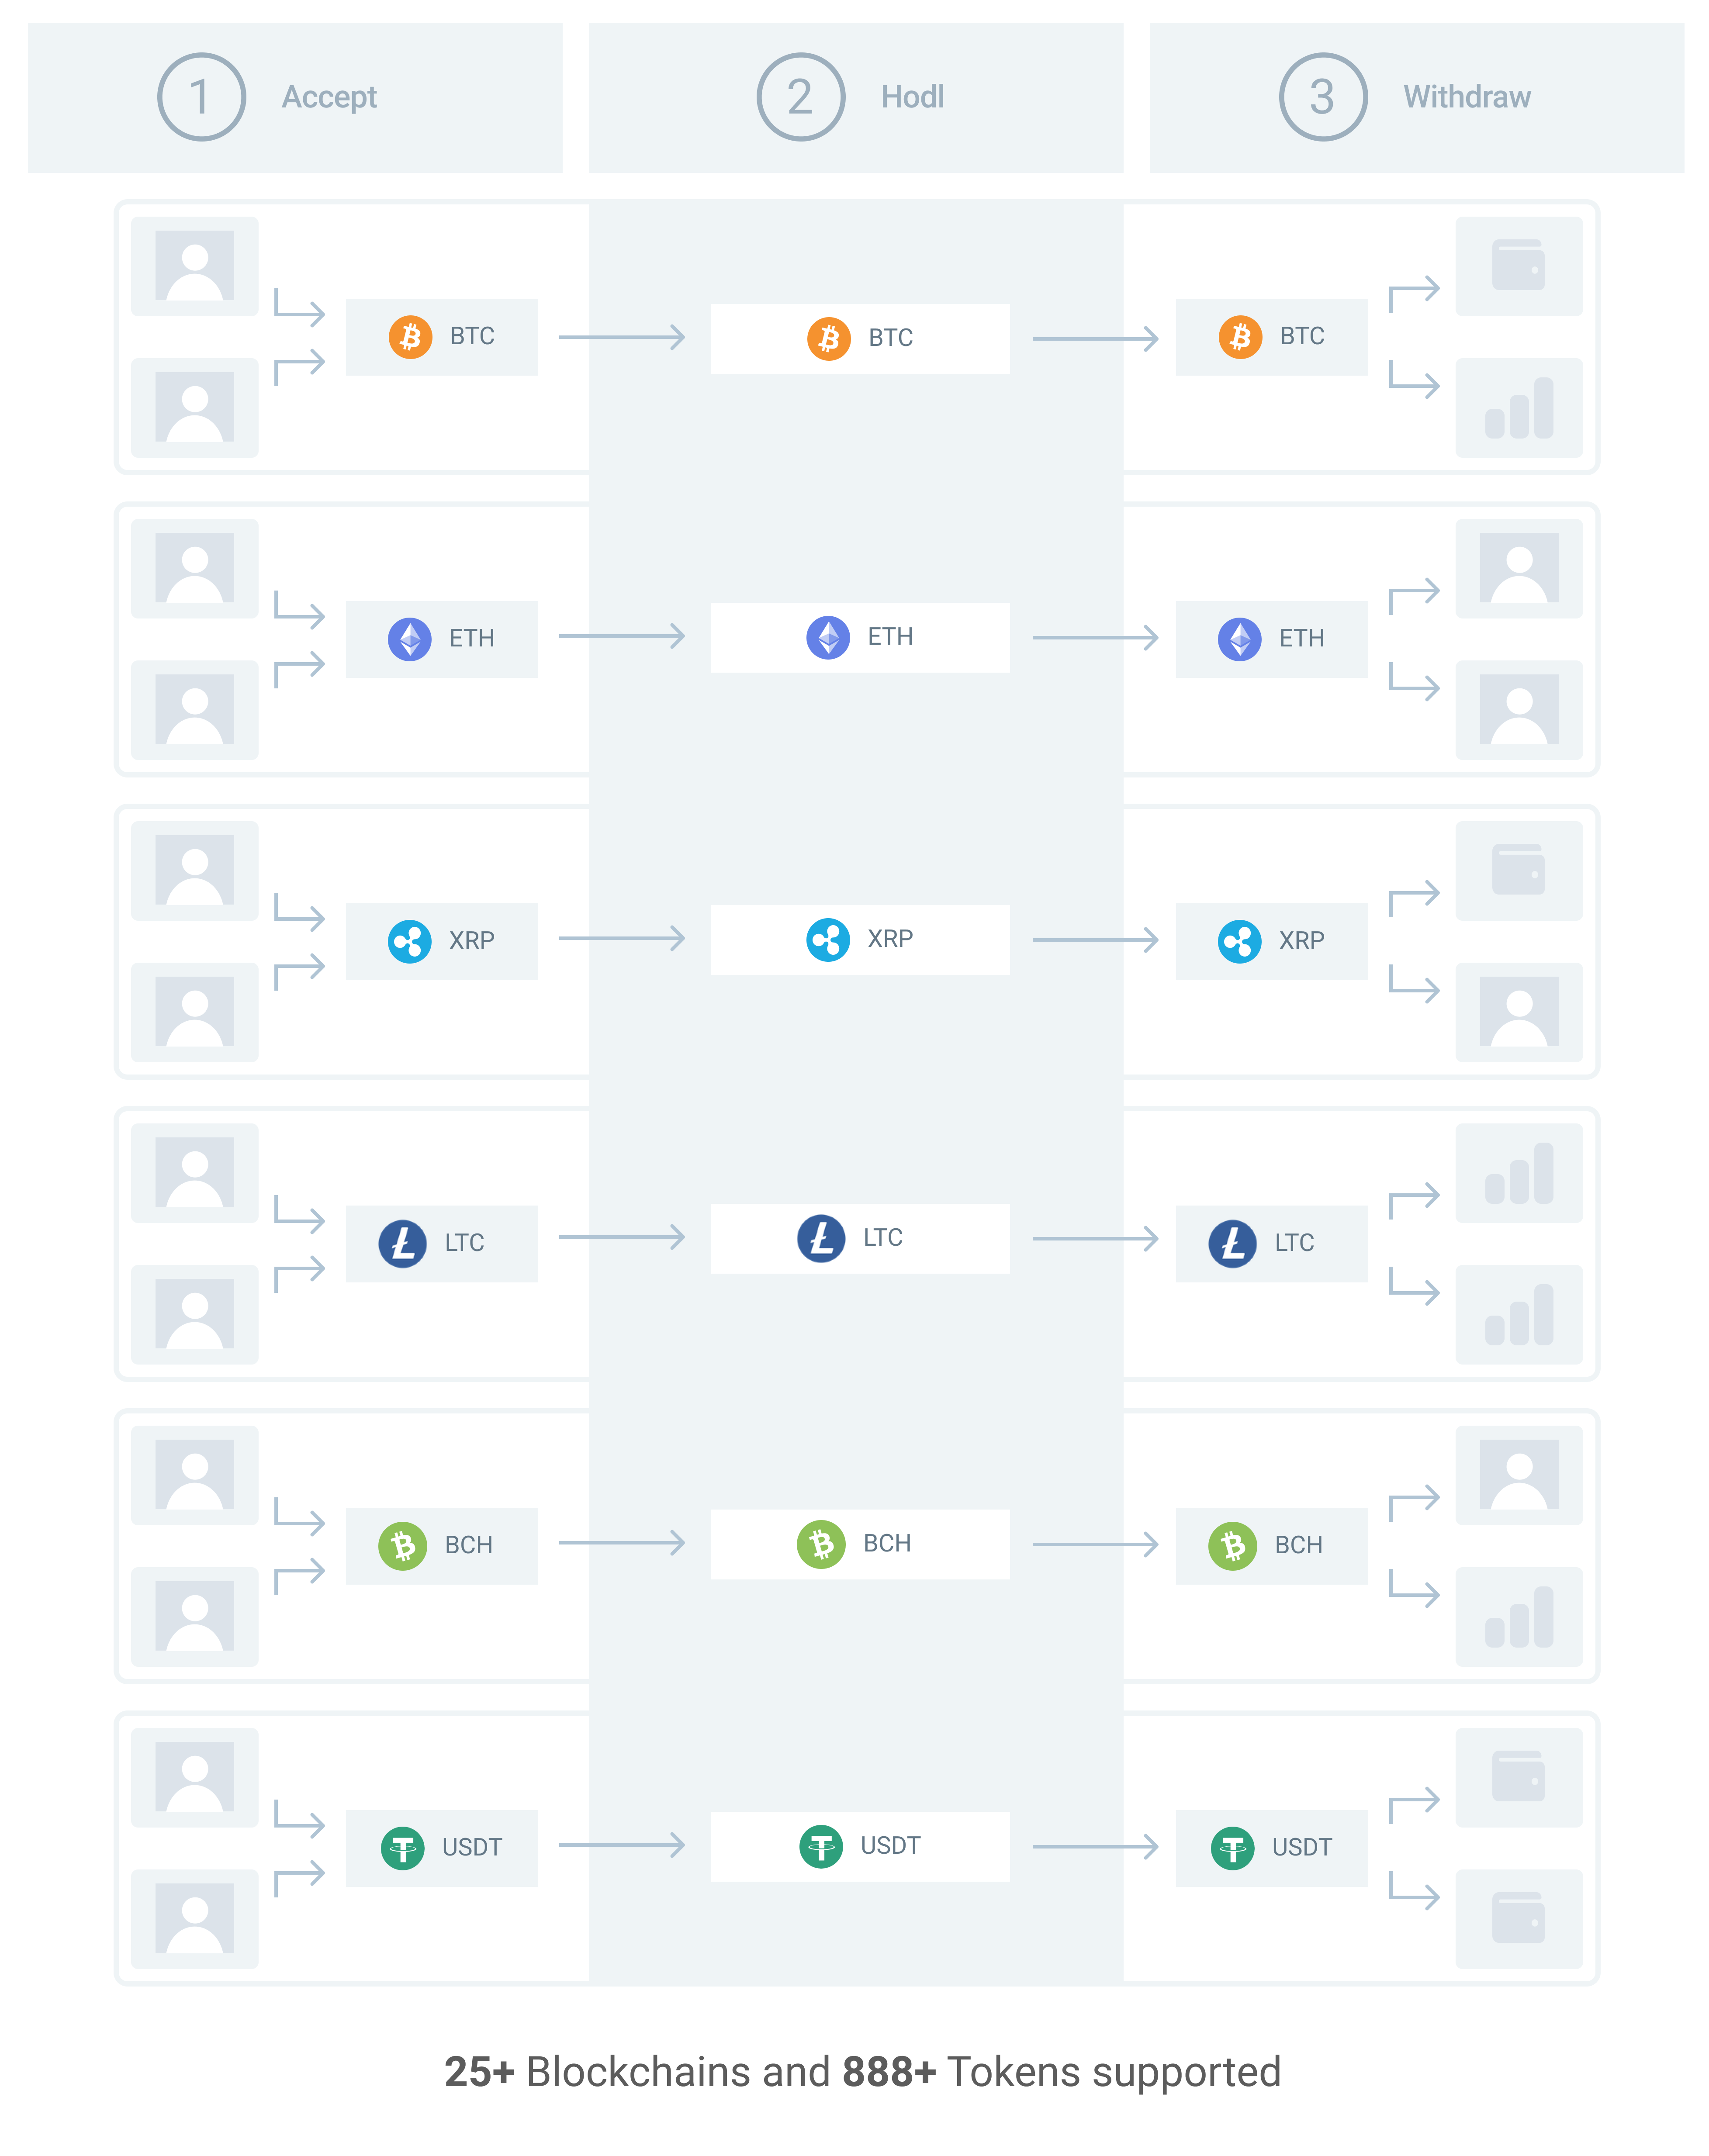 1 Accept
2 Hodl
3 Withdraw
BTC
BTC
BTC
ETH
ETH
ETH
XRP
XRP
XRP
LTC
LTC
LTC
BCH
BCH
BCH
USDT
USDT
USDT
25+ Blockchains and 888+ Tokens supported